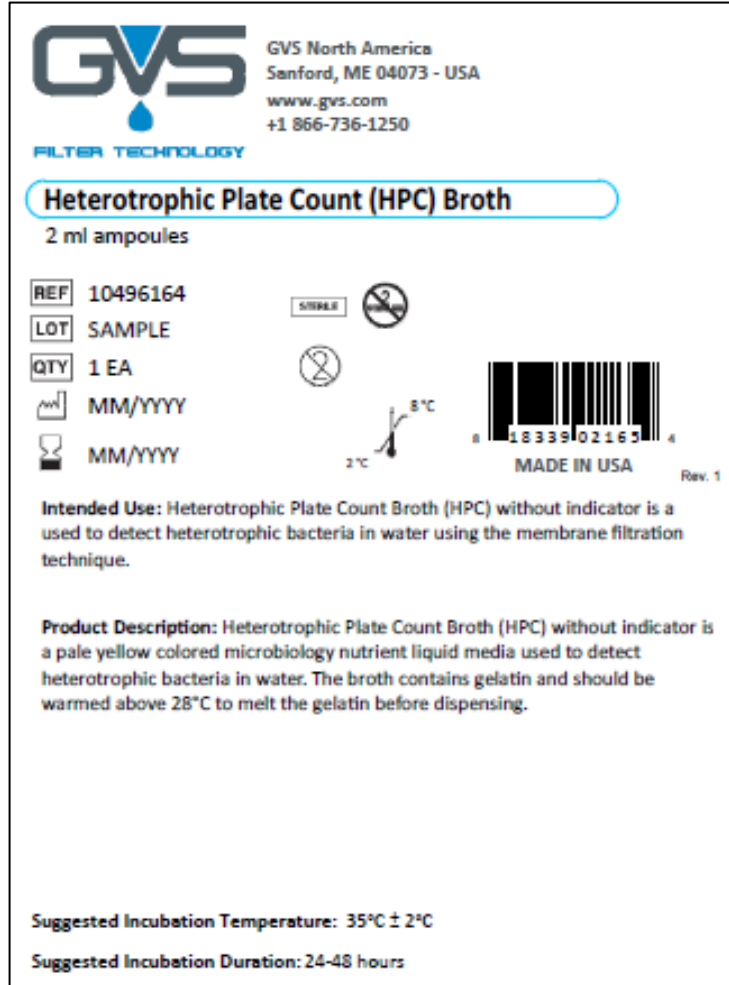 GVS
FILTER TECHNOLOGY
GVS North America
Sanford, ME 04073 - USA
www.gvs.com
+1 866-736-1250
Heterotrophic Plate Count (HPC) Broth
2 ml ampoules
REF 10496164
STERILE
LOT SAMPLE
QTY 1 EA
2
MM/YYYY
8 °C
2 °C
MM/YYYY
8 18339 02165 4
MADE IN USA
Rev. 1
Intended Use: Heterotrophic Plate Count Broth (HPC) without indicator is a
used to detect heterotrophic bacteria in water using the membrane filtration
technique.
Product Description: Heterotrophic Plate Count Broth (HPC) without indicator is
a pale yellow colored microbiology nutrient liquid media used to detect
heterotrophic bacteria in water. The broth contains gelatin and should be
warmed above 28°C to melt the gelatin before dispensing.
Suggested Incubation Temperature: 35°C ± 2°C
Suggested Incubation Duration: 24-48 hours